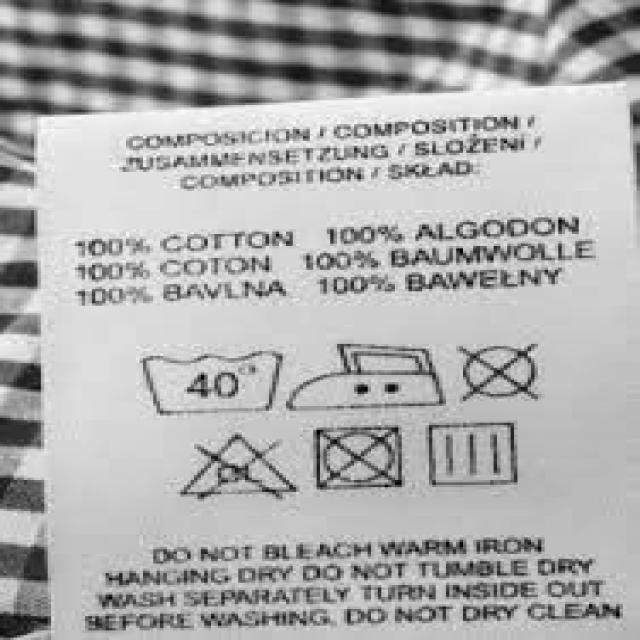 COMPOSICION / COMPOSITION /
ZUSAMMENSETZUNG / SLOŽENI /
COMPOSITION / SKŁAD:
100% COTTON 100% ALGODON
100% COTON 100% BAUMWOLLE
100% BAVLNA 100% BAWEŁNY
40°
DO NOT BLEACH WARM IRON
HANGING DRY DO NOT TUMBLE DRY
WASH SEPARATELY TURN INSIDE OUT
BEFORE WASHING, DO NOT DRY CLEAN